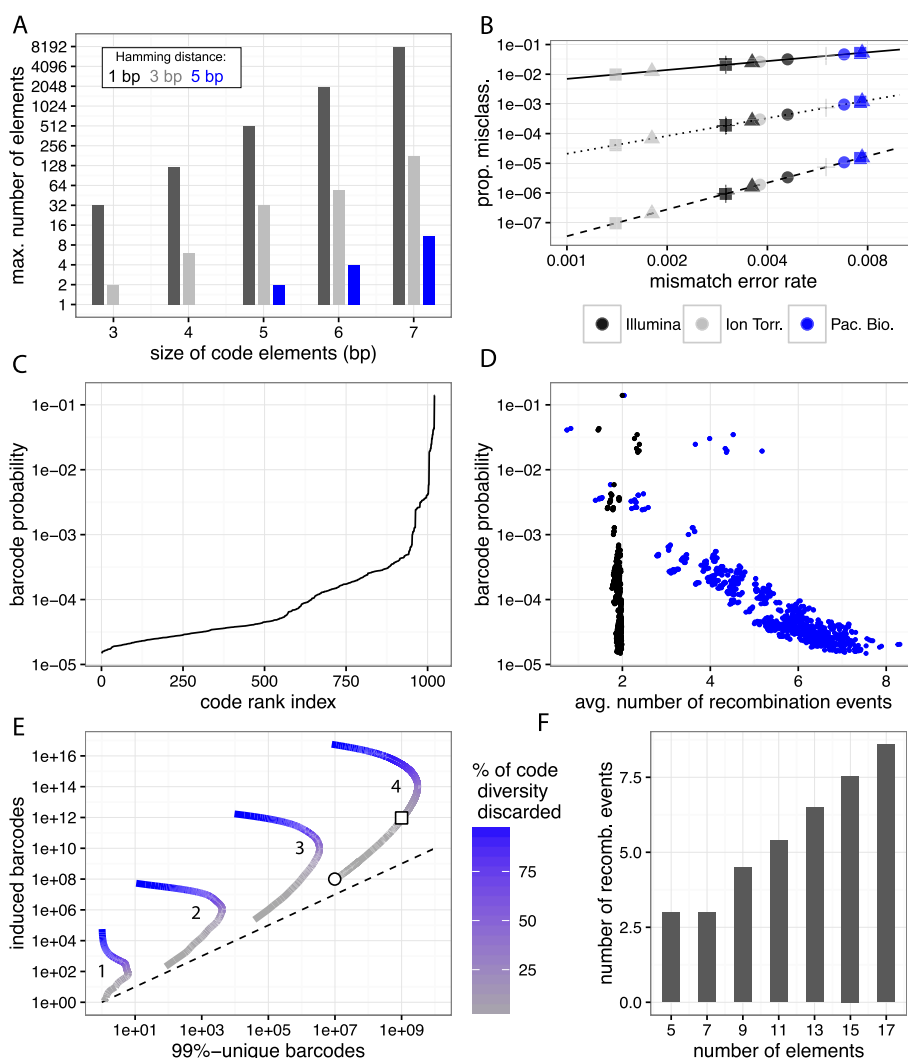 A
max. number of elements
8192
4096
2048
1024
512
256
128
64
32
16
8
4
2
1
Hamming distance:
1 bp 3 bp 5 bp
3 4 5 6 7
size of code elements (bp)
B
prop. misclass.
1e−01
1e−02
1e−03
1e−04
1e−05
1e−06
1e−07
0.001 0.002 0.004 0.008
mismatch error rate
Illumina Ion Torr. Pac. Bio.
C
barcode probability
1e−01
1e−02
1e−03
1e−04
1e−05
0 250 500 750 1000
code rank index
D
barcode probability
1e−01
1e−02
1e−03
1e−04
1e−05
2 4 6 8
avg. number of recombination events
E
induced barcodes
1e+16
1e+14
1e+12
1e+10
1e+08
1e+06
1e+04
1e+02
1e+00
1
2
3
4
1e+01 1e+03 1e+05 1e+07 1e+09
99%−unique barcodes
% of code
diversity
discarded
75
50
25
F
number of recomb. events
7.5
5.0
2.5
0.0
5 7 9 11 13 15 17
number of elements